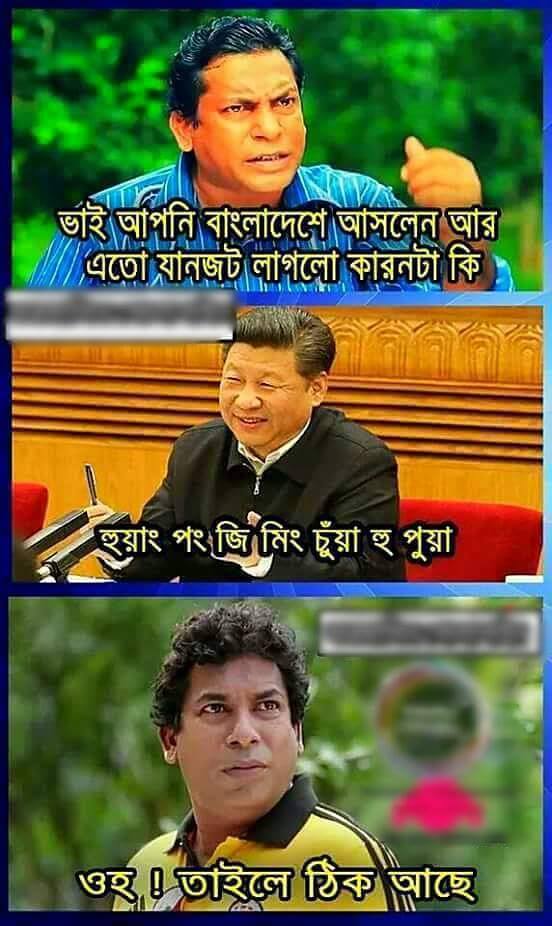 ভাই আপনি বাংলাদেশে আসলেন আর
এতো যানজট লাগলো কারনটা কি
হুয়াং পং জি মিং চুঁয়া হু পুয়া
ওহ ! তাইলে ঠিক আছে